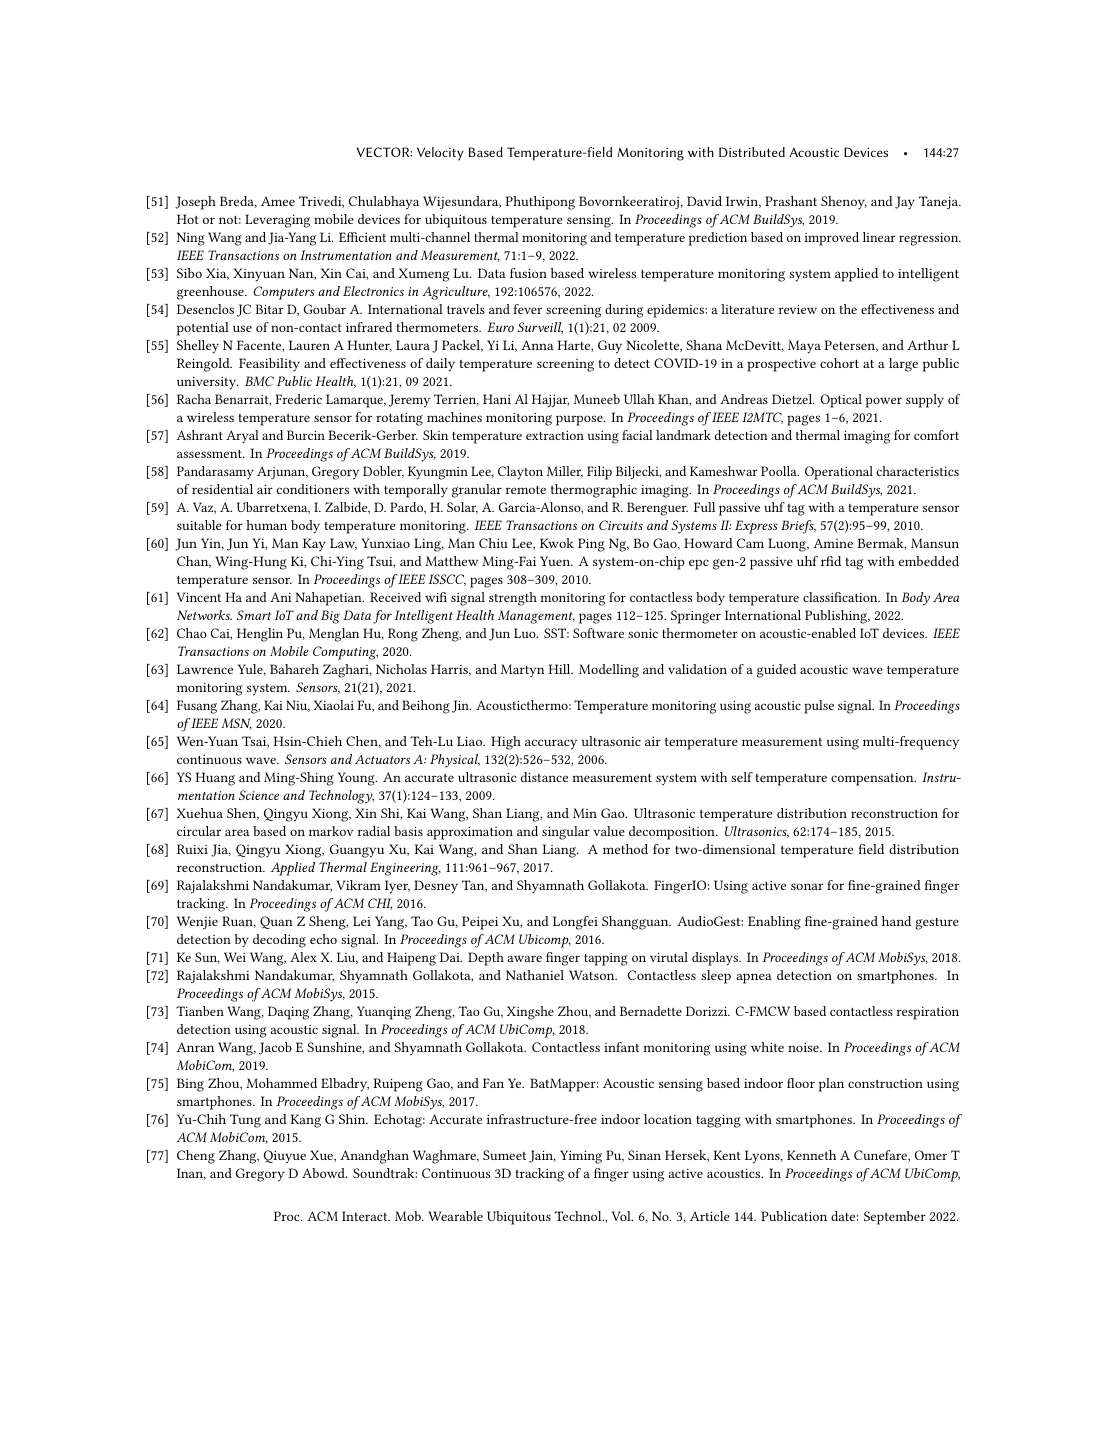 VECTOR: Velocity Based Temperature-field Monitoring with Distributed Acoustic Devices • 144:27
[51] Joseph Breda, Amee Trivedi, Chulabhaya Wijesundara, Phuthipong Bovornkeeratiroj, David Irwin, Prashant Shenoy, and Jay Taneja.
Hot or not: Leveraging mobile devices for ubiquitous temperature sensing. In Proceedings of ACM BuildSys, 2019.
[52] Ning Wang and Jia-Yang Li. Efficient multi-channel thermal monitoring and temperature prediction based on improved linear regression.
IEEE Transactions on Instrumentation and Measurement, 71:1–9, 2022.
[53] Sibo Xia, Xinyuan Nan, Xin Cai, and Xumeng Lu. Data fusion based wireless temperature monitoring system applied to intelligent
greenhouse. Computers and Electronics in Agriculture, 192:106576, 2022.
[54] Desenclos JC Bitar D, Goubar A. International travels and fever screening during epidemics: a literature review on the effectiveness and
potential use of non-contact infrared thermometers. Euro Surveill, 1(1):21, 02 2009.
[55] Shelley N Facente, Lauren A Hunter, Laura J Packel, Yi Li, Anna Harte, Guy Nicolette, Shana McDevitt, Maya Petersen, and Arthur L
Reingold. Feasibility and effectiveness of daily temperature screening to detect COVID-19 in a prospective cohort at a large public
university. BMC Public Health, 1(1):21, 09 2021.
[56] Racha Benarrait, Frederic Lamarque, Jeremy Terrien, Hani Al Hajjar, Muneeb Ullah Khan, and Andreas Dietzel. Optical power supply of
a wireless temperature sensor for rotating machines monitoring purpose. In Proceedings of IEEE I2MTC, pages 1–6, 2021.
[57] Ashrant Aryal and Burcin Becerik-Gerber. Skin temperature extraction using facial landmark detection and thermal imaging for comfort
assessment. In Proceedings of ACM BuildSys, 2019.
[58] Pandarasamy Arjunan, Gregory Dobler, Kyungmin Lee, Clayton Miller, Filip Biljecki, and Kameshwar Poolla. Operational characteristics
of residential air conditioners with temporally granular remote thermographic imaging. In Proceedings of ACM BuildSys, 2021.
[59] A. Vaz, A. Ubarretxena, I. Zalbide, D. Pardo, H. Solar, A. Garcia-Alonso, and R. Berenguer. Full passive uhf tag with a temperature sensor
suitable for human body temperature monitoring. IEEE Transactions on Circuits and Systems II: Express Briefs, 57(2):95–99, 2010.
[60] Jun Yin, Jun Yi, Man Kay Law, Yunxiao Ling, Man Chiu Lee, Kwok Ping Ng, Bo Gao, Howard Cam Luong, Amine Bermak, Mansun
Chan, Wing-Hung Ki, Chi-Ying Tsui, and Matthew Ming-Fai Yuen. A system-on-chip epc gen-2 passive uhf rfid tag with embedded
temperature sensor. In Proceedings of IEEE ISSCC, pages 308–309, 2010.
[61] Vincent Ha and Ani Nahapetian. Received wifi signal strength monitoring for contactless body temperature classification. In Body Area
Networks. Smart IoT and Big Data for Intelligent Health Management, pages 112–125. Springer International Publishing, 2022.
[62] Chao Cai, Henglin Pu, Menglan Hu, Rong Zheng, and Jun Luo. SST: Software sonic thermometer on acoustic-enabled IoT devices. IEEE
Transactions on Mobile Computing, 2020.
[63] Lawrence Yule, Bahareh Zaghari, Nicholas Harris, and Martyn Hill. Modelling and validation of a guided acoustic wave temperature
monitoring system. Sensors, 21(21), 2021.
[64] Fusang Zhang, Kai Niu, Xiaolai Fu, and Beihong Jin. Acousticthermo: Temperature monitoring using acoustic pulse signal. In Proceedings
of IEEE MSN, 2020.
[65] Wen-Yuan Tsai, Hsin-Chieh Chen, and Teh-Lu Liao. High accuracy ultrasonic air temperature measurement using multi-frequency
continuous wave. Sensors and Actuators A: Physical, 132(2):526–532, 2006.
[66] YS Huang and Ming-Shing Young. An accurate ultrasonic distance measurement system with self temperature compensation. Instru-
mentation Science and Technology, 37(1):124–133, 2009.
[67] Xuehua Shen, Qingyu Xiong, Xin Shi, Kai Wang, Shan Liang, and Min Gao. Ultrasonic temperature distribution reconstruction for
circular area based on markov radial basis approximation and singular value decomposition. Ultrasonics, 62:174–185, 2015.
[68] Ruixi Jia, Qingyu Xiong, Guangyu Xu, Kai Wang, and Shan Liang. A method for two-dimensional temperature field distribution
reconstruction. Applied Thermal Engineering, 111:961–967, 2017.
[69] Rajalakshmi Nandakumar, Vikram Iyer, Desney Tan, and Shyamnath Gollakota. FingerIO: Using active sonar for fine-grained finger
tracking. In Proceedings of ACM CHI, 2016.
[70] Wenjie Ruan, Quan Z Sheng, Lei Yang, Tao Gu, Peipei Xu, and Longfei Shangguan. AudioGest: Enabling fine-grained hand gesture
detection by decoding echo signal. In Proceedings of ACM Ubicomp, 2016.
[71] Ke Sun, Wei Wang, Alex X. Liu, and Haipeng Dai. Depth aware finger tapping on virutal displays. In Proceedings of ACM MobiSys, 2018.
[72] Rajalakshmi Nandakumar, Shyamnath Gollakota, and Nathaniel Watson. Contactless sleep apnea detection on smartphones. In
Proceedings of ACM MobiSys, 2015.
[73] Tianben Wang, Daqing Zhang, Yuanqing Zheng, Tao Gu, Xingshe Zhou, and Bernadette Dorizzi. C-FMCW based contactless respiration
detection using acoustic signal. In Proceedings of ACM UbiComp, 2018.
[74] Anran Wang, Jacob E Sunshine, and Shyamnath Gollakota. Contactless infant monitoring using white noise. In Proceedings of ACM
MobiCom, 2019.
[75] Bing Zhou, Mohammed Elbadry, Ruipeng Gao, and Fan Ye. BatMapper: Acoustic sensing based indoor floor plan construction using
smartphones. In Proceedings of ACM MobiSys, 2017.
[76] Yu-Chih Tung and Kang G Shin. Echotag: Accurate infrastructure-free indoor location tagging with smartphones. In Proceedings of
ACM MobiCom, 2015.
[77] Cheng Zhang, Qiuyue Xue, Anandghan Waghmare, Sumeet Jain, Yiming Pu, Sinan Hersek, Kent Lyons, Kenneth A Cunefare, Omer T
Inan, and Gregory D Abowd. Soundtrak: Continuous 3D tracking of a finger using active acoustics. In Proceedings of ACM UbiComp,
Proc. ACM Interact. Mob. Wearable Ubiquitous Technol., Vol. 6, No. 3, Article 144. Publication date: September 2022.